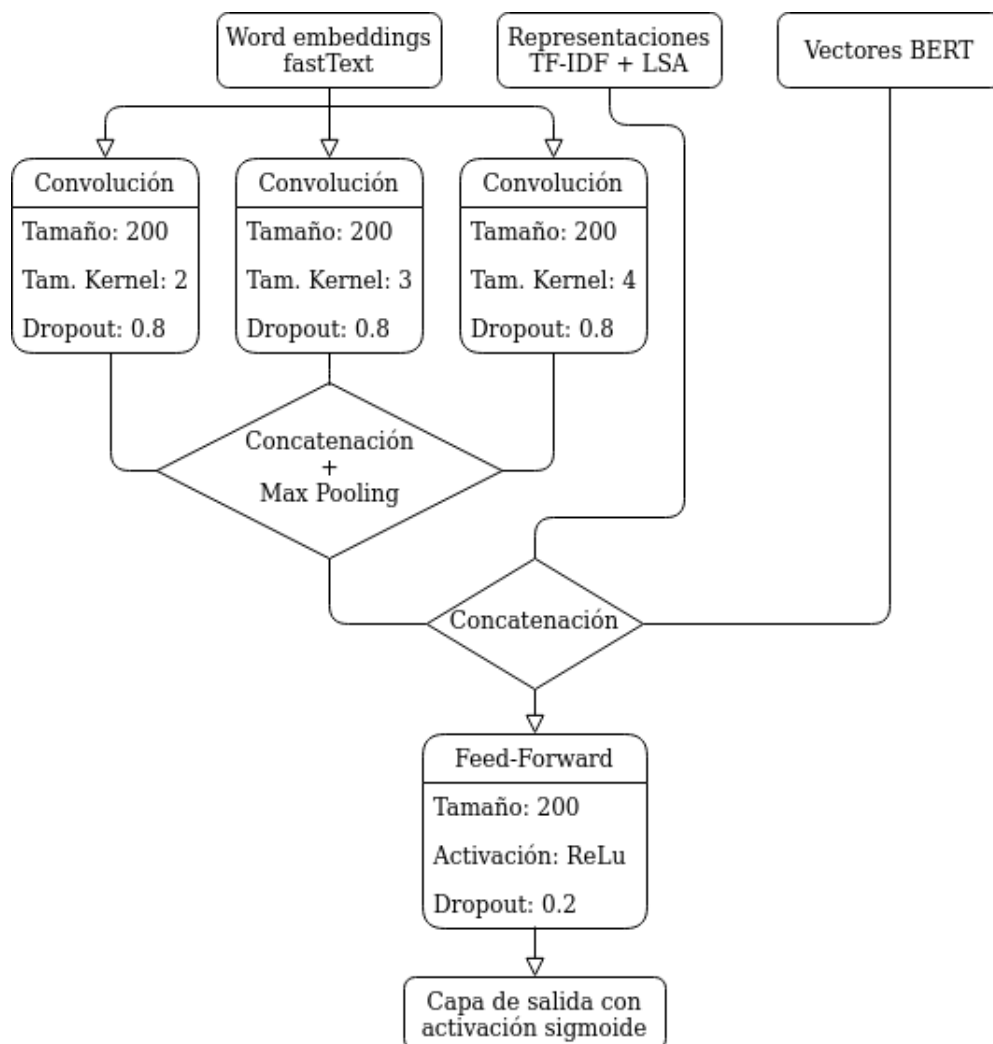 Word embeddings
fastText
Representaciones
TF-IDF + LSA
Vectores BERT
Convolución
Tamaño: 200
Tam. Kernel: 2
Dropout: 0.8
Convolución
Tamaño: 200
Tam. Kernel: 3
Dropout: 0.8
Convolución
Tamaño: 200
Tam. Kernel: 4
Dropout: 0.8
Concatenación
+
Max Pooling
Concatenación
Feed-Forward
Tamaño: 200
Activación: ReLu
Dropout: 0.2
Capa de salida con
activación sigmoide